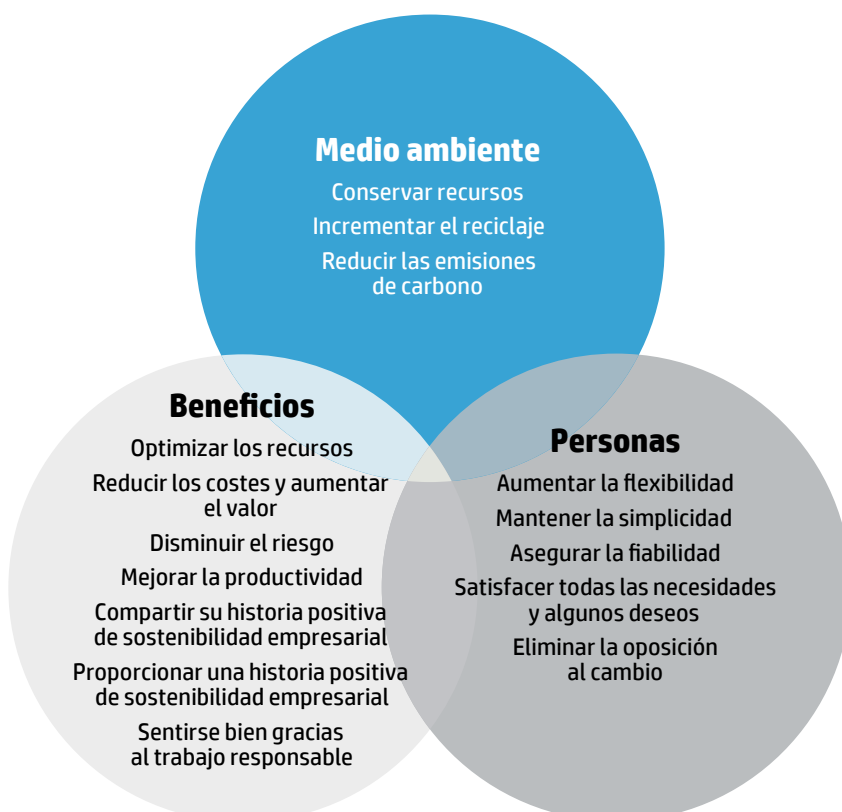 Medio ambiente
Conservar recursos
Incrementar el reciclaje
Reducir las emisiones
de carbono
Beneficios
Optimizar los recursos
Reducir los costes y aumentar
el valor
Disminuir el riesgo
Mejorar la productividad
Compartir su historia positiva
de sostenibilidad empresarial
Proporcionar una historia positiva
de sostenibilidad empresarial
Sentirse bien gracias
al trabajo responsable
Personas
Aumentar la flexibilidad
Mantener la simplicidad
Asegurar la fiabilidad
Satisfacer todas las necesidades
y algunos deseos
Eliminar la oposición
al cambio